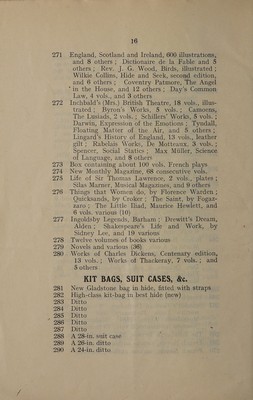 16
271 England, Scotland and Ireland, 600 illustrations,
and 8 others ; Dictionaire de la Fable and 5
others ; Rev. J. G. Wood, Birds, illustrated ;
Wilkie Collins, Hide and Seek, second edition,
and 6 others ; Coventry Patmore, The Angel
in the House, and 12 others ; Day's Common
Law, 4 vols., and 3 others
272 Inchbald's (Mrs.) British Theatre, 18 vols., illus-
trated ; Byron's Works, 5 vols. ; Camoens,
The Lusiads, 2 vols. ; Schillers' Works, 5 vols. ;
Darwin, Expression of the Emotions ; Tyndall,
Floating Matter of the Air, and 5 others ;
Lingard's History of England, 13 vols., leather
gilt ; Rabelais Works, De Motteaux, 3 vols. ;
Spencer, Social Statics ; Max Müller, Science
of Language, and 8 others
273 Box containing about 100 vols. French plays
274 New Monthly Magazine, 68 consecutive vols.
275 Life of Sir Thomas Lawrence, 2 vols., plates ;
Silas Marner, Musical Magazines, and 9 others
276 Things that Women do, by Florence Warden ;
Quicksands, by Croker ; The Saint, by Fogaz-
zaro ; The Little Iliad, Maurice Hewlett, and
6 vols. various (10)
277 Ingoldsby Legends, Barham ; Drewitt's Dream,
Alden ; Shakespeare's Life and Work, by
Sidney Lee, and 19 various
278 Twelve volumes of books various
279 Novels and various (36)
280 Works of Charles Dickens, Centenary edition,
13 vols. ; Works of Thackeray, 7 vols. ; and
5 others
KIT BAGS, SUIT CASES, &c.
281 New Gladstone bag in hide, fitted with straps
282 High-class kit-bag in best hide (new)
283 Ditto
284 Ditto
285 Ditto
286 Ditto
287 Ditto
288 A 28-in. suit case
289 A 26-in. ditto
290 A 24-in. ditto